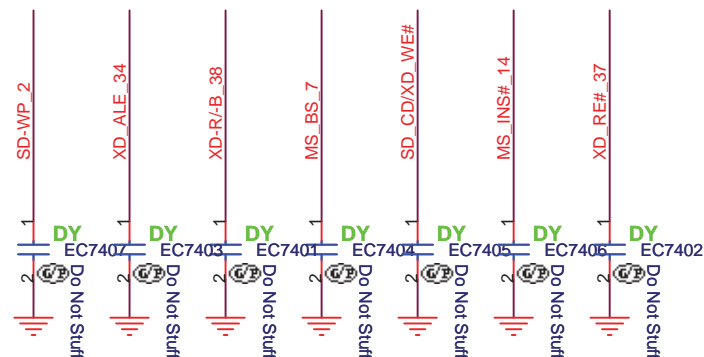 SD-WP_2
XD_ALE_34
XD-R/-B_38
MS_BS_7
SD_CD/XD_WE#
MS_INS#_14
XD_RE#_37
1 1 1 1 1 1 1
DY DY DY DY DY DY DY
EC7407 EC7403 EC7401 EC7404 EC7405 EC7406 EC7402
2 2 2 2 2 2 2
G/P G/P G/P G/P G/P G/P G/P
Do Not Stuff
Do Not Stuff
Do Not Stuff
Do Not Stuff
Do Not Stuff
Do Not Stuff
Do Not Stuff